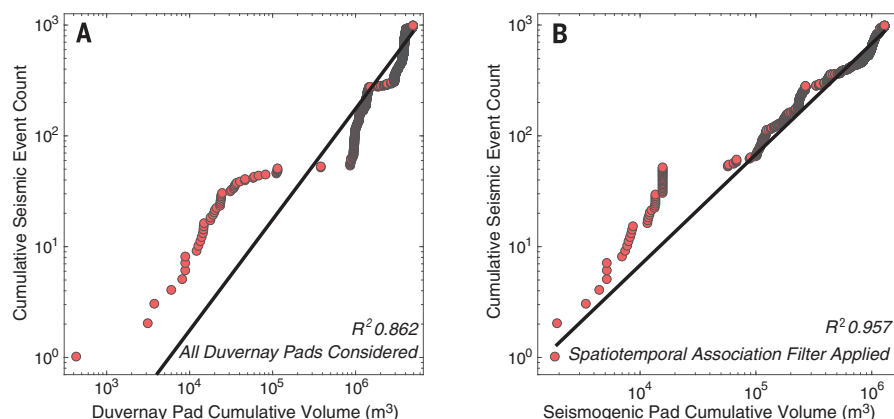 A
Cumulative Seismic Event Count
10³
10²
10¹
10⁰
R² 0.862
All Duvernay Pads Considered
10³
10⁴
10⁵
10⁶
Duvernay Pad Cumulative Volume (m³)
B
Cumulative Seismic Event Count
10³
10²
10¹
10⁰
R² 0.957
Spatiotemporal Association Filter Applied
10⁴
10⁵
10⁶
Seismogenic Pad Cumulative Volume (m³)